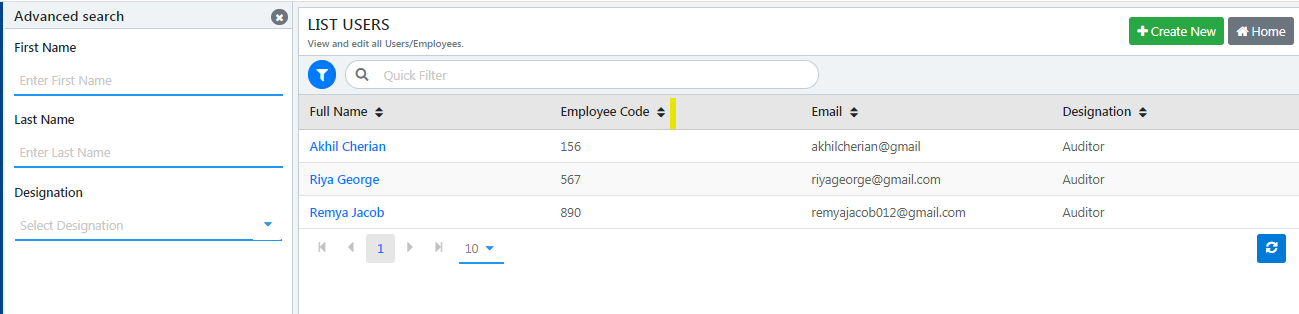 Advanced search
First Name
Enter First Name
Last Name
Enter Last Name
Designation
Select Designation
LIST USERS
View and edit all Users/Employees.
Create New
Home
Quick Filter
Full Name Employee Code Email Designation
Akhil Cherian 156 akhilcherian@gmail Auditor
Riya George 567 riyageorge@gmail.com Auditor
Remya Jacob 890 remyajacob012@gmail.com Auditor
1 10